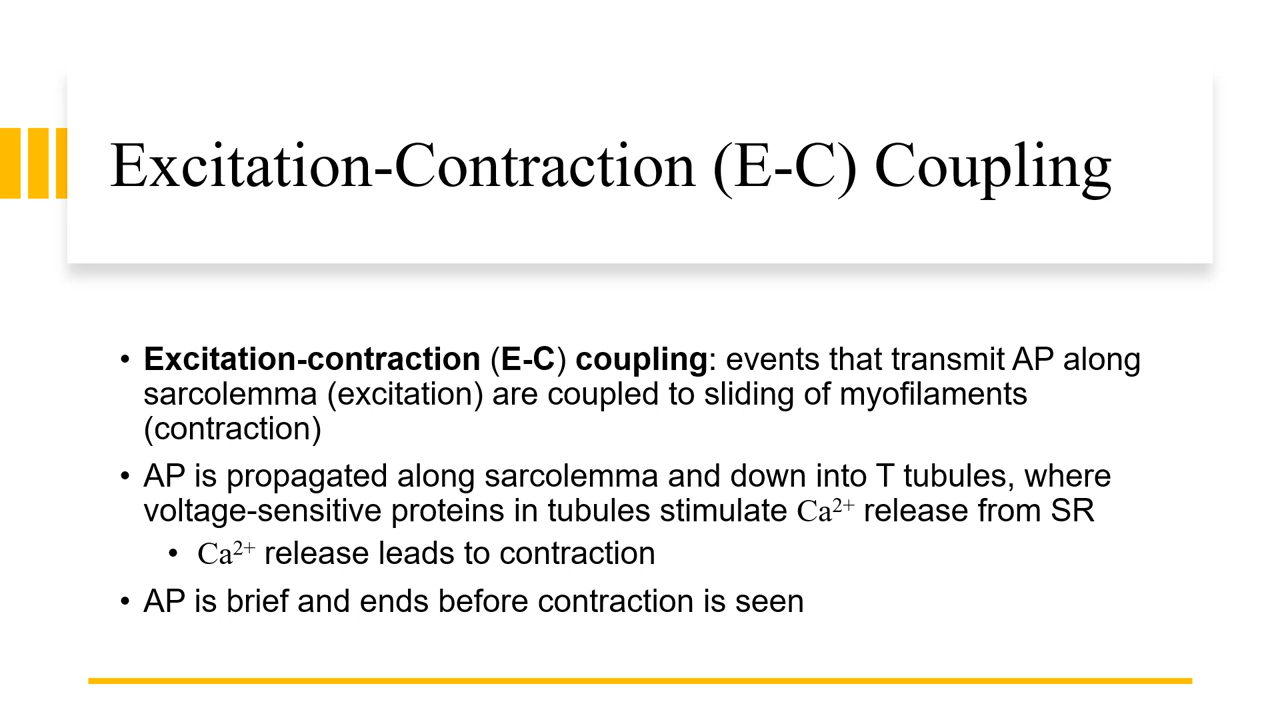 Excitation-Contraction (E-C) Coupling
• Excitation-contraction (E-C) coupling: events that transmit AP along
sarcolemma (excitation) are coupled to sliding of myofilaments
(contraction)
• AP is propagated along sarcolemma and down into T tubules, where
voltage-sensitive proteins in tubules stimulate Ca²⁺ release from SR
• Ca²⁺ release leads to contraction
• AP is brief and ends before contraction is seen